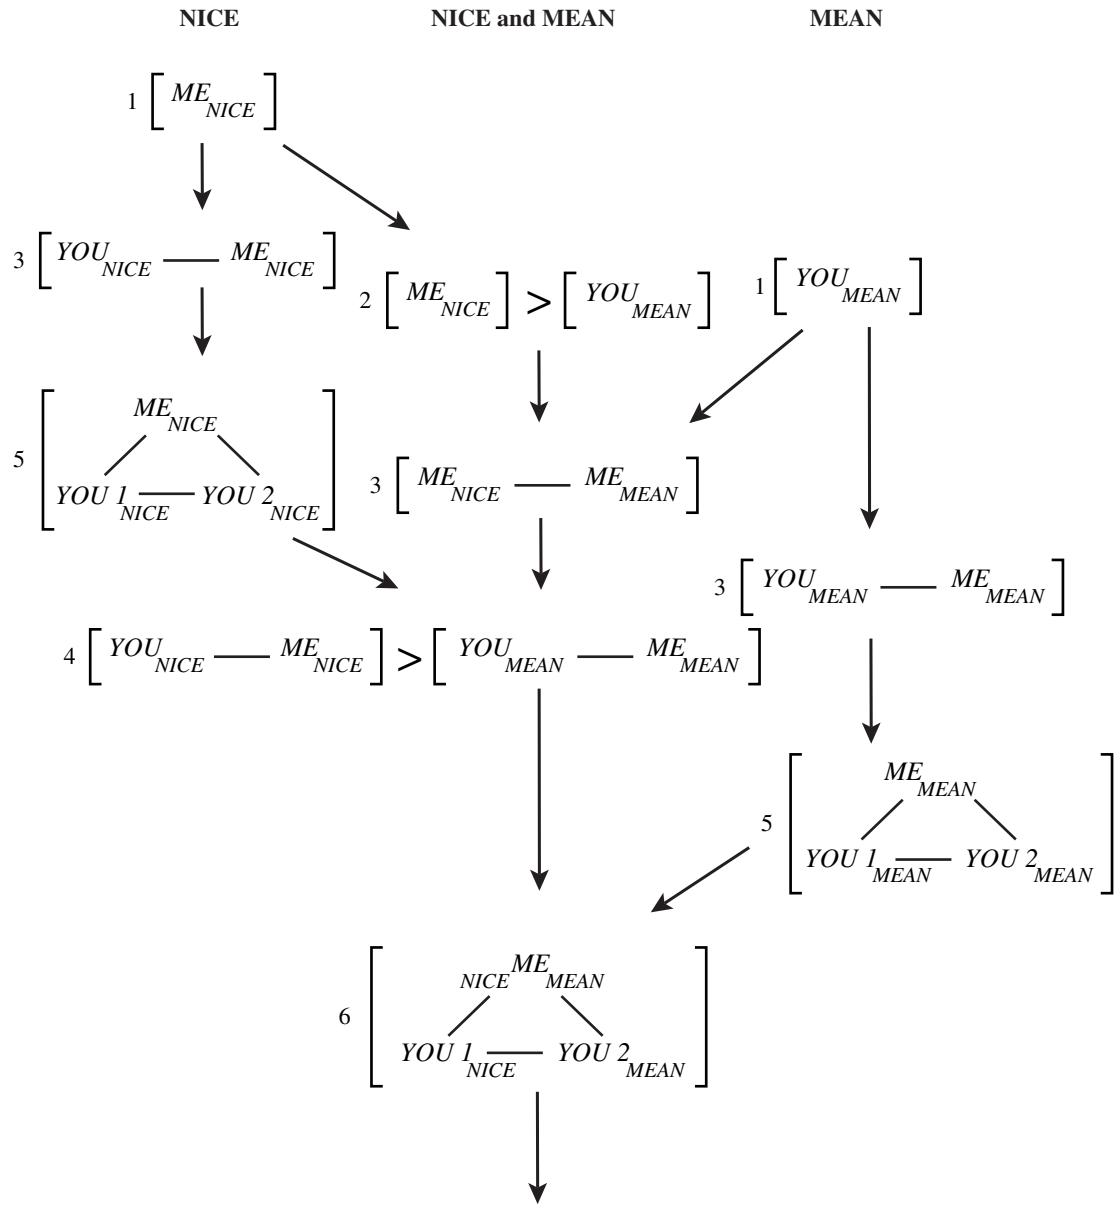 NICE NICE and MEAN MEAN
1 [ ME NICE ]
3 [ YOU NICE — ME NICE ]
2 [ ME NICE ] > [ YOU MEAN ]
1 [ YOU MEAN ]
5 [ ME NICE
YOU 1 NICE — YOU 2 NICE ]
3 [ ME NICE — ME MEAN ]
3 [ YOU MEAN — ME MEAN ]
4 [ YOU NICE — ME NICE ] > [ YOU MEAN — ME MEAN ]
5 [ ME MEAN
YOU 1 MEAN — YOU 2 MEAN ]
6 [ NICE ME MEAN
YOU 1 NICE — YOU 2 MEAN ]